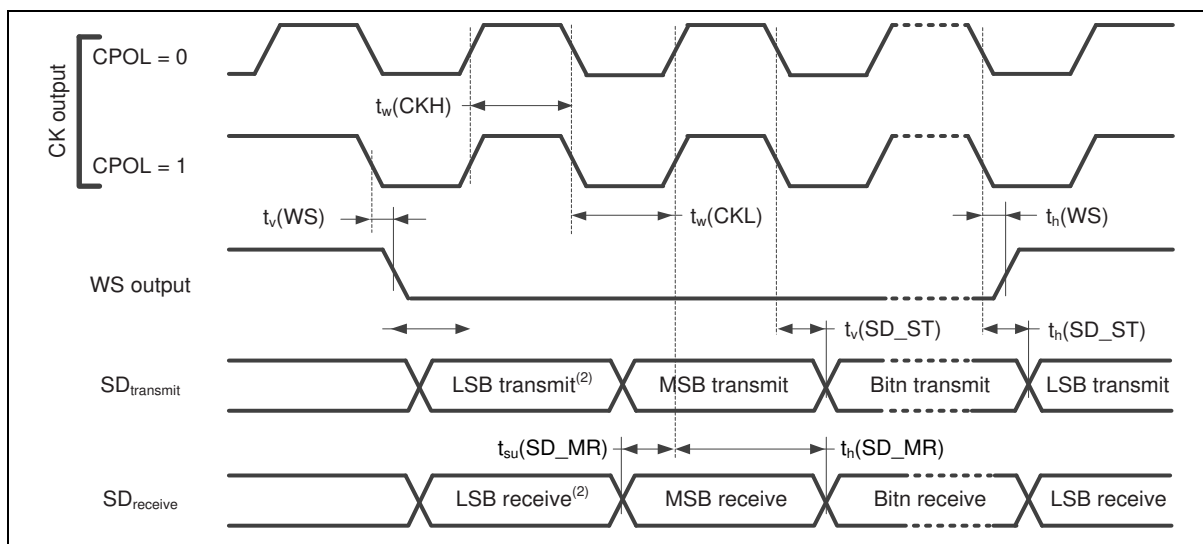 CK output
CPOL = 0
tw(CKH)
CPOL = 1
tv(WS)
tw(CKL)
th(WS)
WS output
tv(SD_ST)
th(SD_ST)
SDtransmit
LSB transmit(2)
MSB transmit
Bitn transmit
LSB transmit
tsu(SD_MR)
th(SD_MR)
SDreceive
LSB receive(2)
MSB receive
Bitn receive
LSB receive